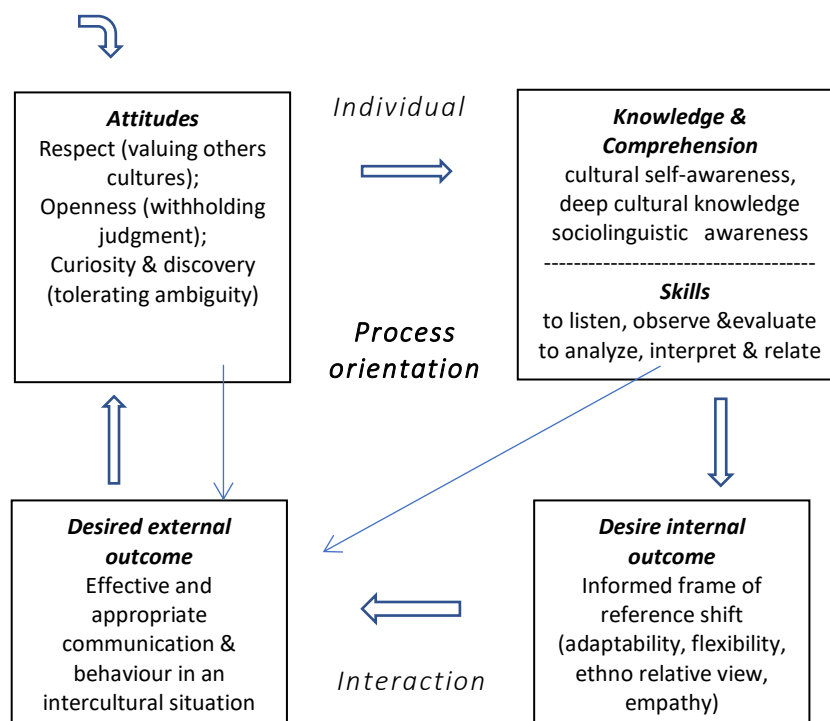 Attitudes
Respect (valuing others
cultures);
Openness (withholding
judgment);
Curiosity & discovery
(tolerating ambiguity)
Individual
Knowledge &
Comprehension
cultural self-awareness,
deep cultural knowledge
sociolinguistic awareness
-------------------------------------
Skills
to listen, observe &evaluate
to analyze, interpret & relate
Process
orientation
Desired external
outcome
Effective and
appropriate
communication &
behaviour in an
intercultural situation
Interaction
Desire internal
outcome
Informed frame of
reference shift
(adaptability, flexibility,
ethno relative view,
empathy)